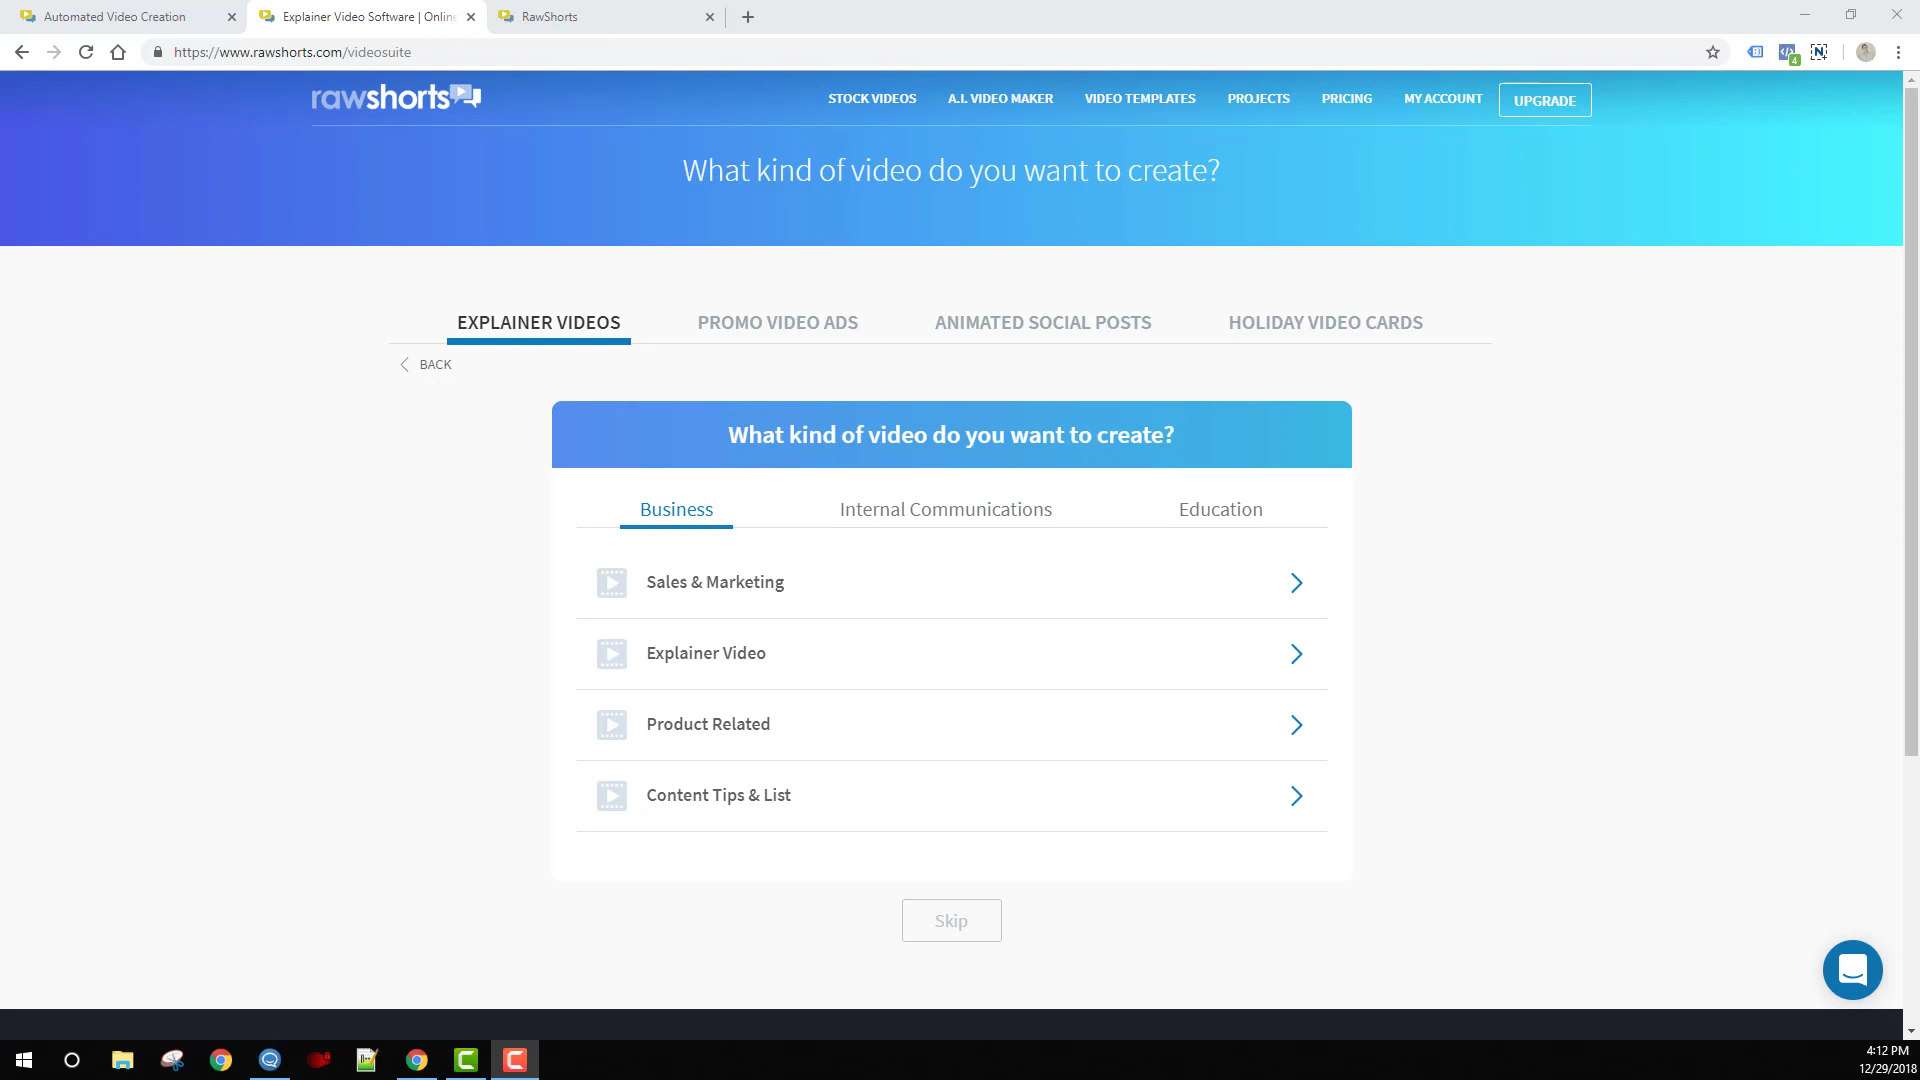 Automated Video Creation
Explainer Video Software | Online
RawShorts
https://www.rawshorts.com/videosuite
4
rawshorts
STOCK VIDEOS
A.I. VIDEO MAKER
VIDEO TEMPLATES
PROJECTS
PRICING
MY ACCOUNT
UPGRADE
What kind of video do you want to create?
EXPLAINER VIDEOS
PROMO VIDEO ADS
ANIMATED SOCIAL POSTS
HOLIDAY VIDEO CARDS
BACK
What kind of video do you want to create?
Business
Internal Communications
Education
Sales & Marketing
Explainer Video
Product Related
Content Tips & List
Skip
4:12 PM
12/29/2018